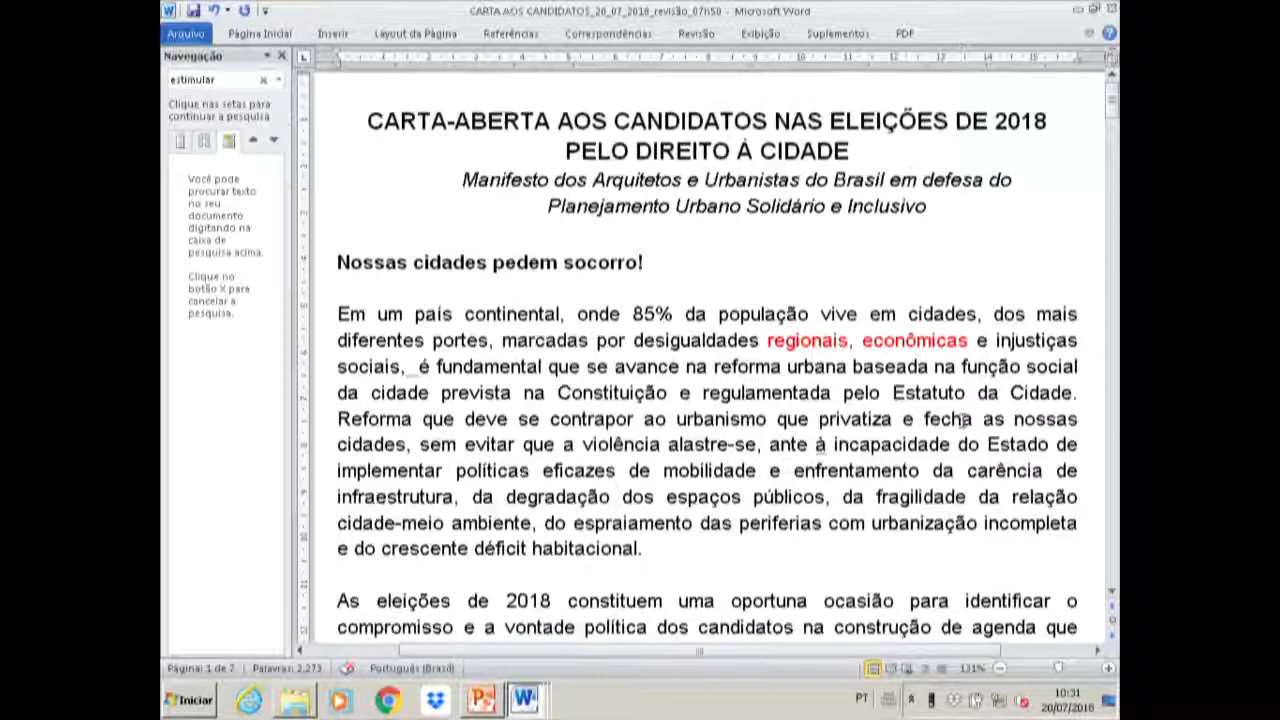 CARTA AOS CANDIDATOS_20_07_2018_revisão_07h50 - Microsoft Word
Arquivo Página Inicial Inserir Layout da Página Referências Correspondências Revisão Exibição Suplementos PDF
Navegação
estimular
Clique nas setas para
continuar a pesquisa
Você pode
procurar texto
no seu
documento
digitando na
caixa de
pesquisa acima.
Clique no
botão X para
cancelar a
pesquisa.
CARTA-ABERTA AOS CANDIDATOS NAS ELEIÇÕES DE 2018
PELO DIREITO À CIDADE
Manifesto dos Arquitetos e Urbanistas do Brasil em defesa do
Planejamento Urbano Solidário e Inclusivo
Nossas cidades pedem socorro!
Em um país continental, onde 85% da população vive em cidades, dos mais
diferentes portes, marcadas por desigualdades regionais, econômicas e injustiças
sociais, é fundamental que se avance na reforma urbana baseada na função social
da cidade prevista na Constituição e regulamentada pelo Estatuto da Cidade.
Reforma que deve se contrapor ao urbanismo que privatiza e fecha as nossas
cidades, sem evitar que a violência alastre-se, ante à incapacidade do Estado de
implementar políticas eficazes de mobilidade e enfrentamento da carência de
infraestrutura, da degradação dos espaços públicos, da fragilidade da relação
cidade-meio ambiente, do espraiamento das periferias com urbanização incompleta
e do crescente déficit habitacional.
As eleições de 2018 constituem uma oportuna ocasião para identificar o
compromisso e a vontade política dos candidatos na construção de agenda que
Página: 1 de 7 Palavras: 2.273 Português (Brasil) 131%
Iniciar PT 10:31
20/07/2018